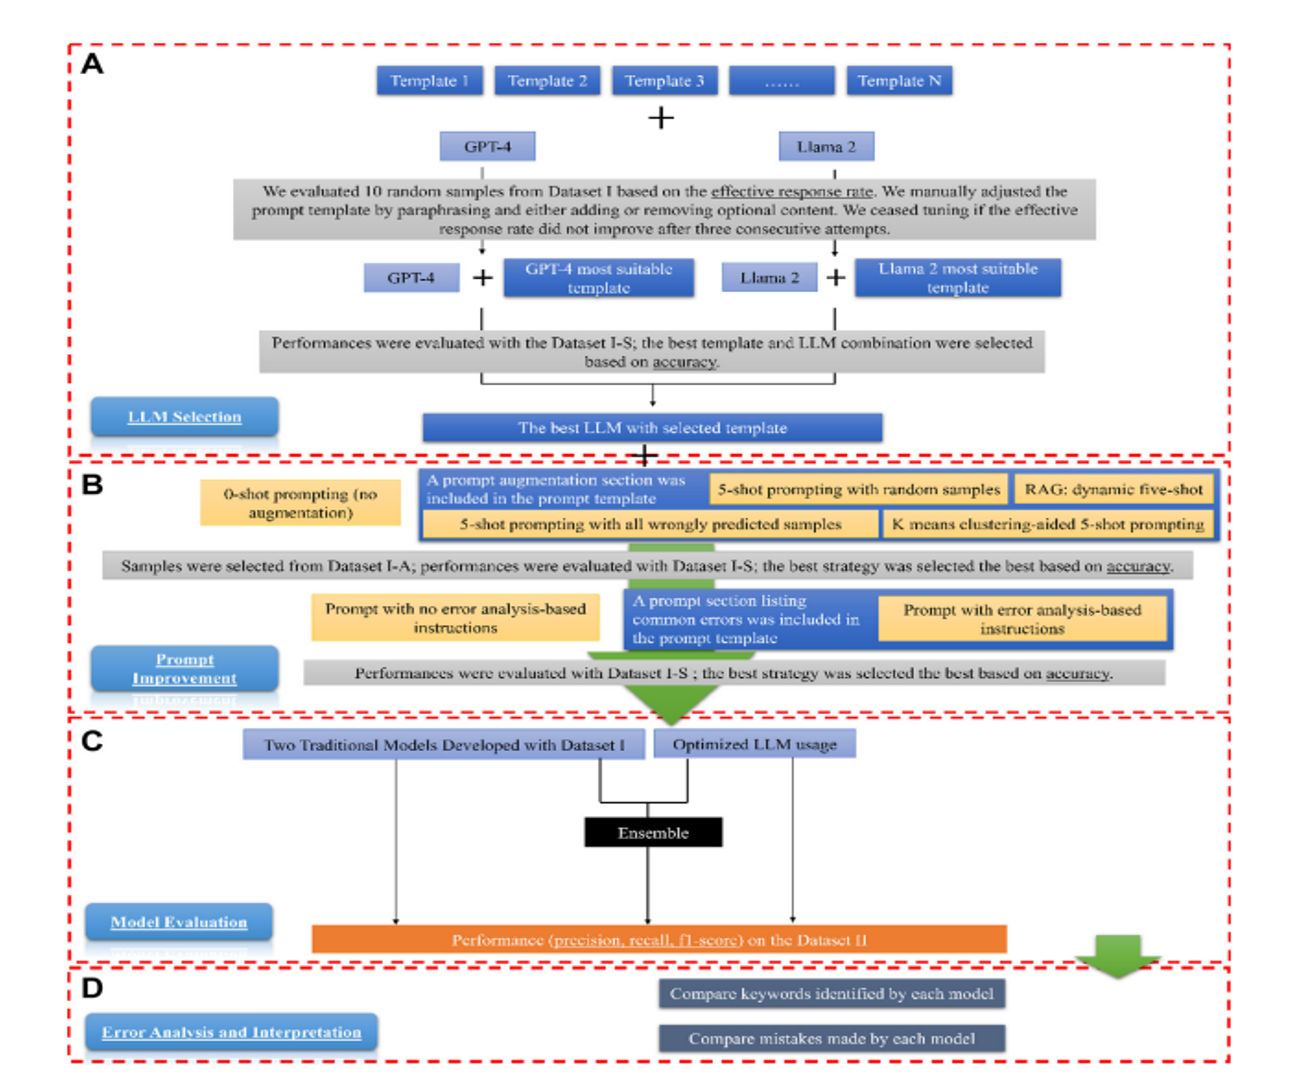 A
Template 1
Template 2
Template 3
......
Template N
+
GPT-4
Llama 2
We evaluated 10 random samples from Dataset I based on the effective response rate. We manually adjusted the
prompt template by paraphrasing and either adding or removing optional content. We ceased tuning if the effective
response rate did not improve after three consecutive attempts.
GPT-4
+
GPT-4 most suitable
template
Llama 2
+
Llama 2 most suitable
template
Performances were evaluated with the Dataset I-S; the best template and LLM combination were selected
based on accuracy.
LLM Selection
The best LLM with selected template
+
B
0-shot prompting (no
augmentation)
A prompt augmentation section was
included in the prompt template
5-shot prompting with random samples
RAG: dynamic five-shot
5-shot prompting with all wrongly predicted samples
K means clustering-aided 5-shot prompting
Samples were selected from Dataset I-A; performances were evaluated with Dataset I-S; the best strategy was selected the best based on accuracy.
Prompt with no error analysis-based
instructions
A prompt section listing
common errors was included in
the prompt template
Prompt with error analysis-based
instructions
Prompt
Improvement
Performances were evaluated with Dataset I-S ; the best strategy was selected the best based on accuracy.
C
Two Traditional Models Developed with Dataset I
Optimized LLM usage
Ensemble
Model Evaluation
Performance (precision, recall, f1-score) on the Dataset II
D
Compare keywords identified by each model
Error Analysis and Interpretation
Compare mistakes made by each model